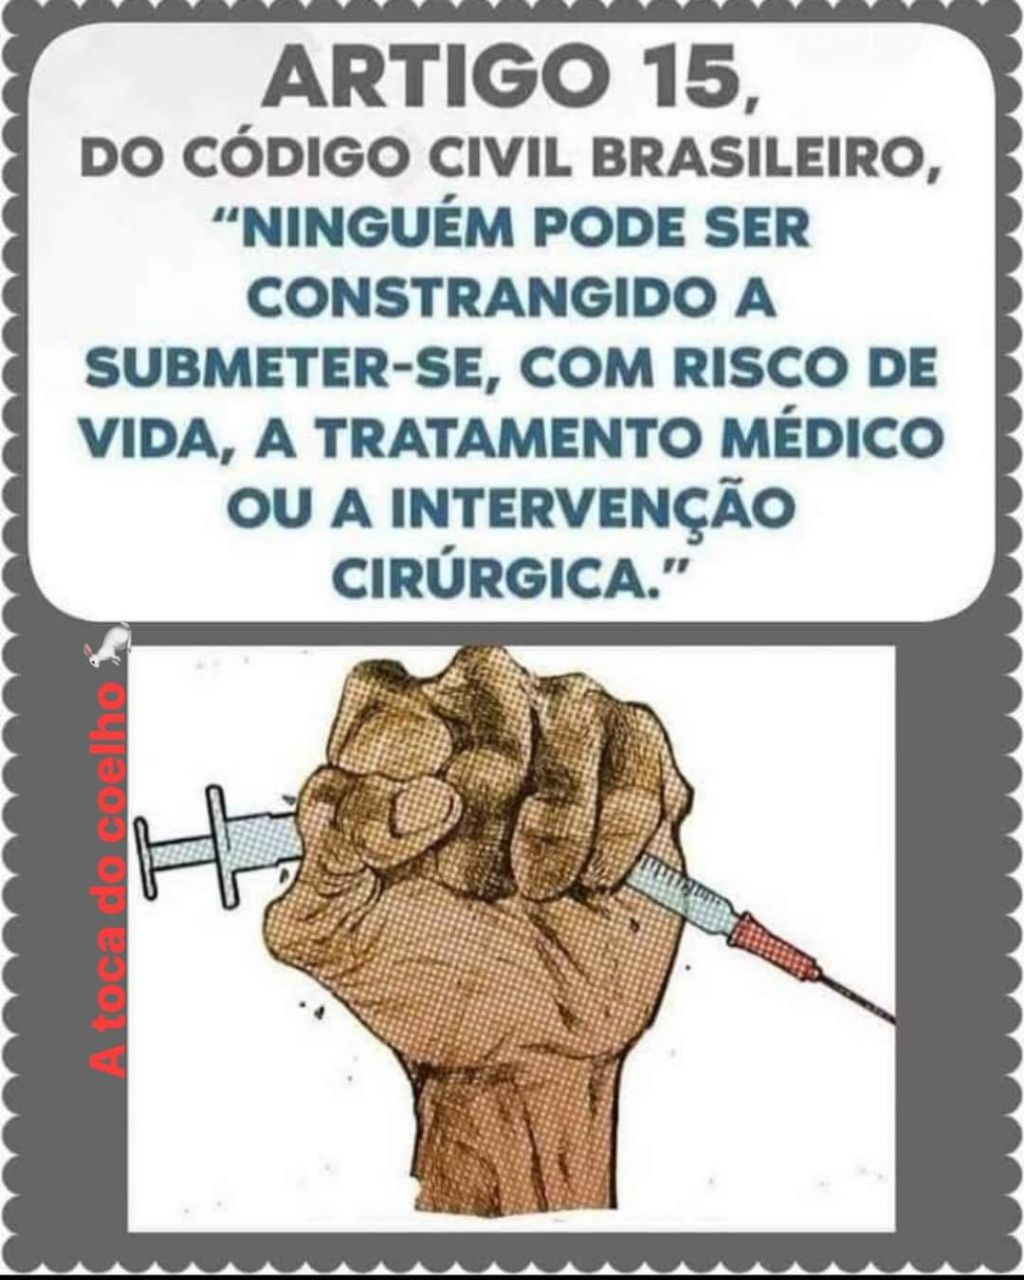 ARTIGO 15,
DO CÓDIGO CIVIL BRASILEIRO,
“NINGUÉM PODE SER
CONSTRANGIDO A
SUBMETER-SE, COM RISCO DE
VIDA, A TRATAMENTO MÉDICO
OU A INTERVENÇÃO
CIRÚRGICA.”
A toca do coelho